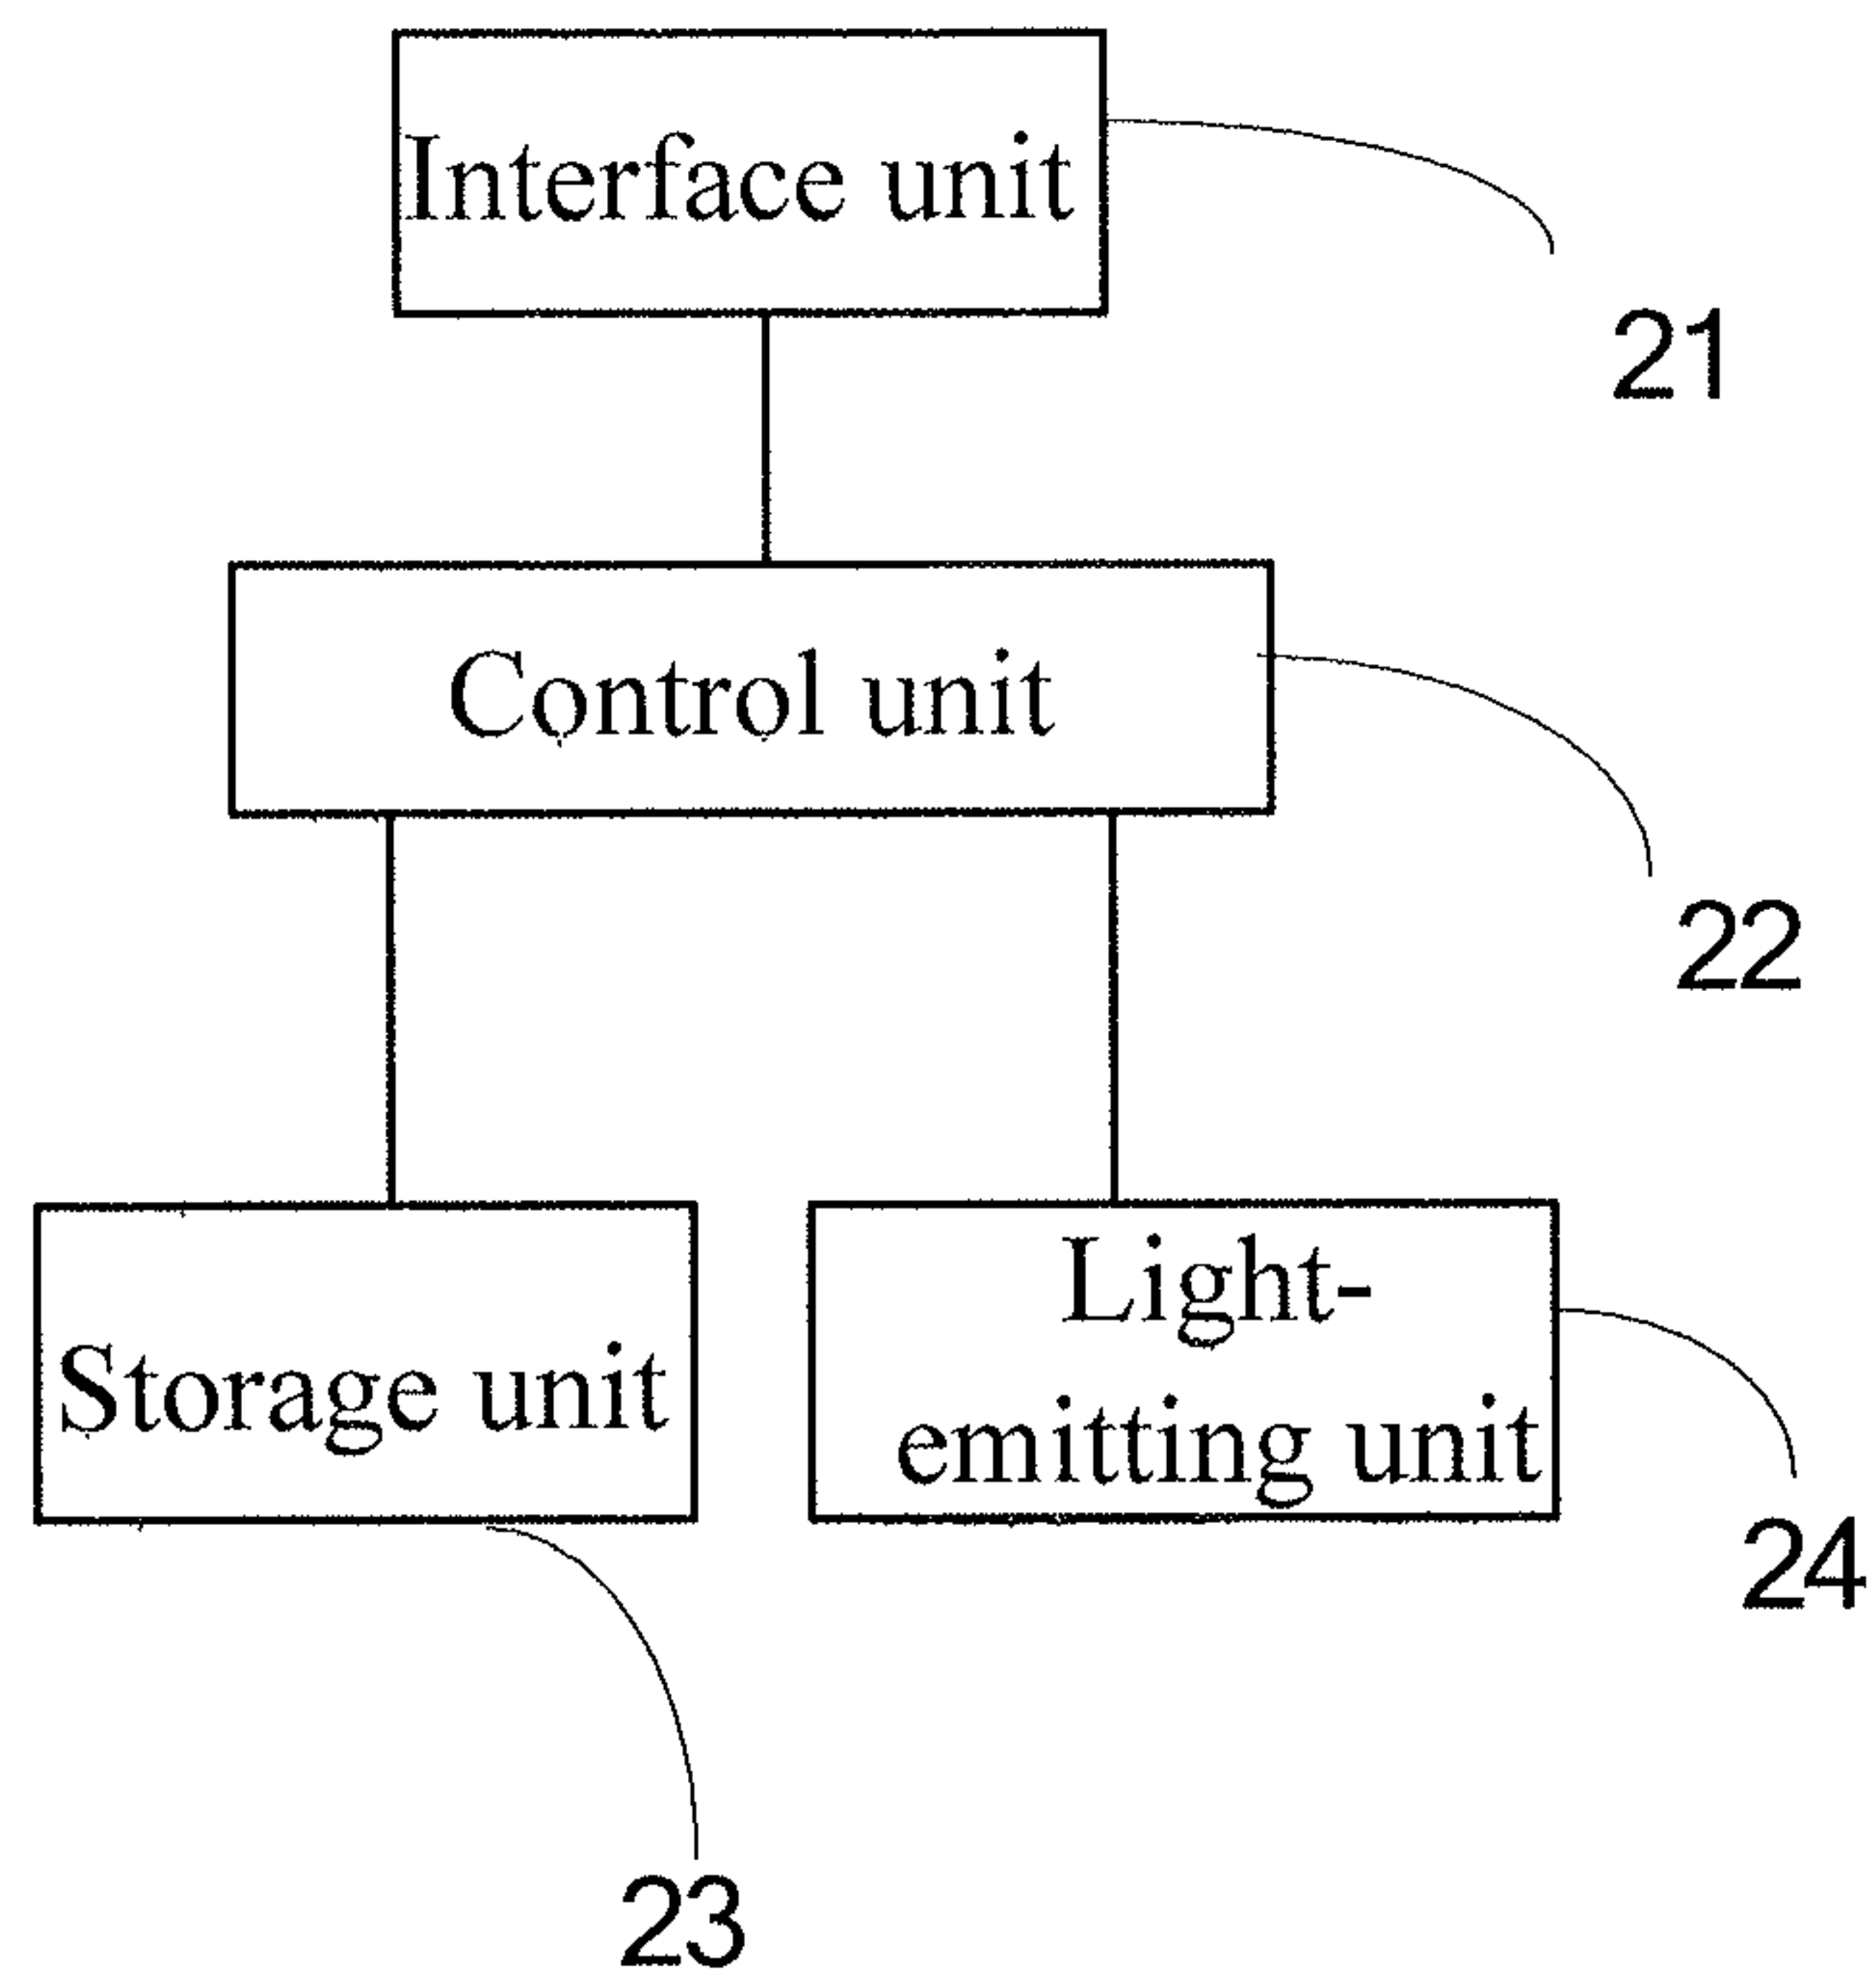 Interface unit
21
Control unit
22
Storage unit
Light-
emitting unit
24
23